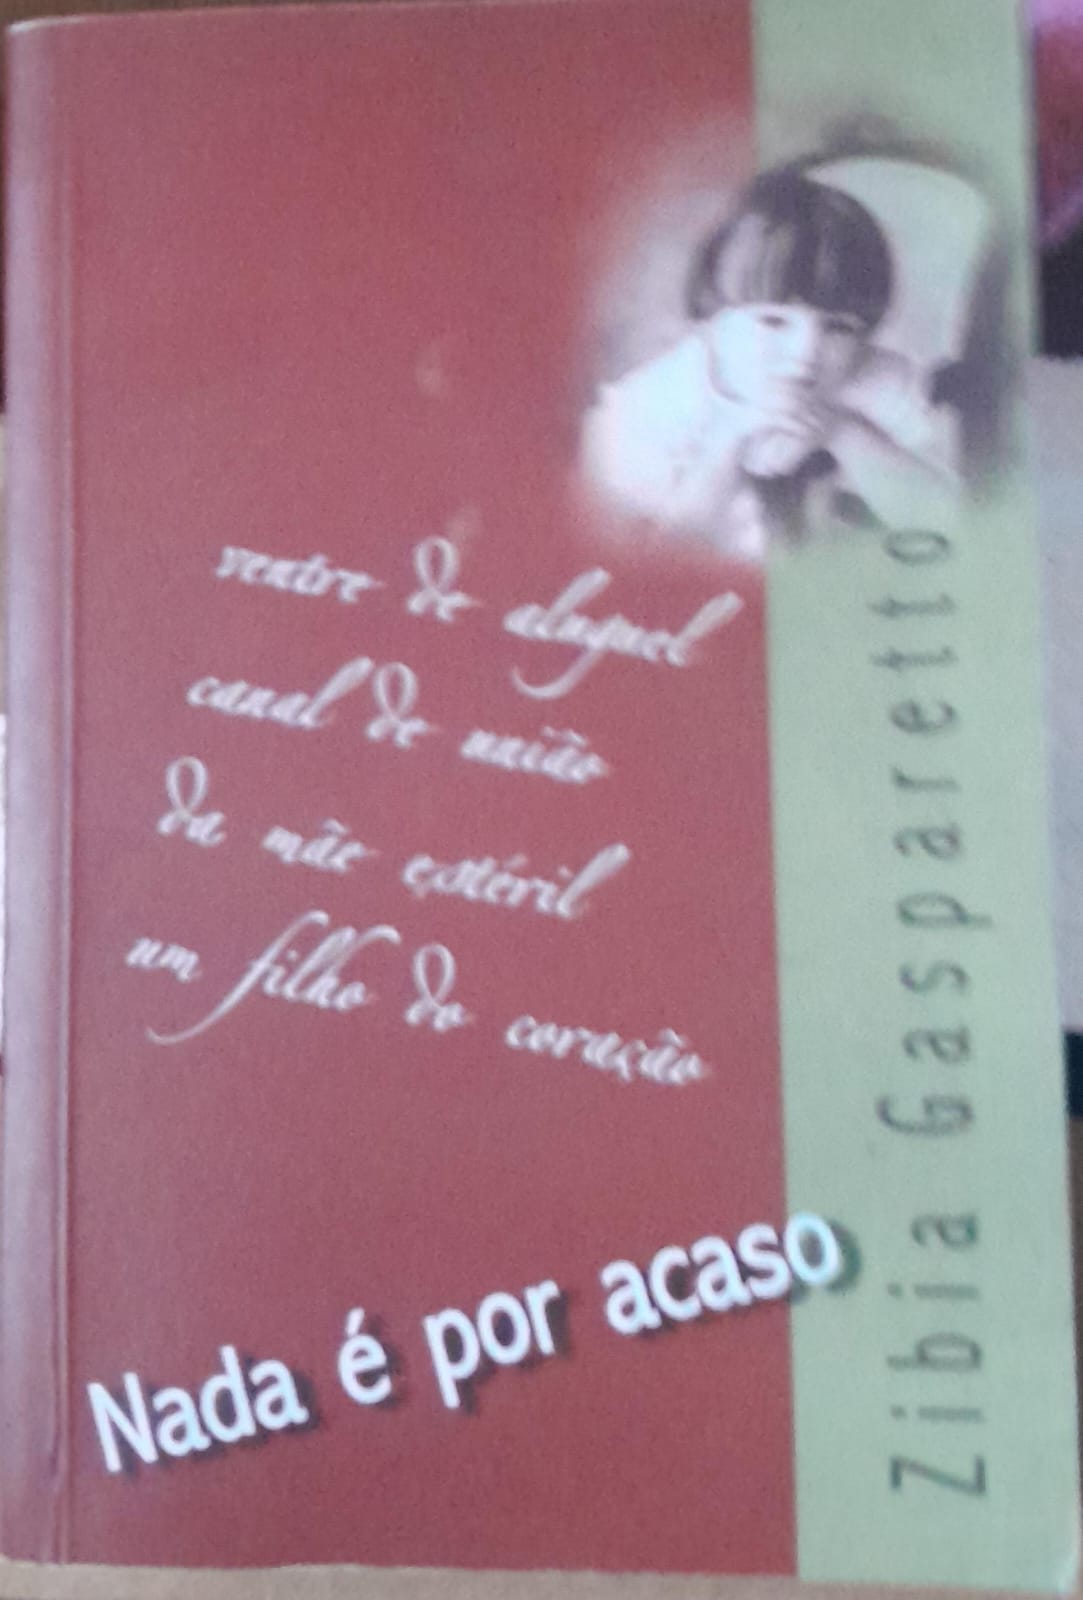 ventre de aluguel
canal de união
da mãe estéril
um filho do coração
Nada é por acaso
Zibia Gasparetto